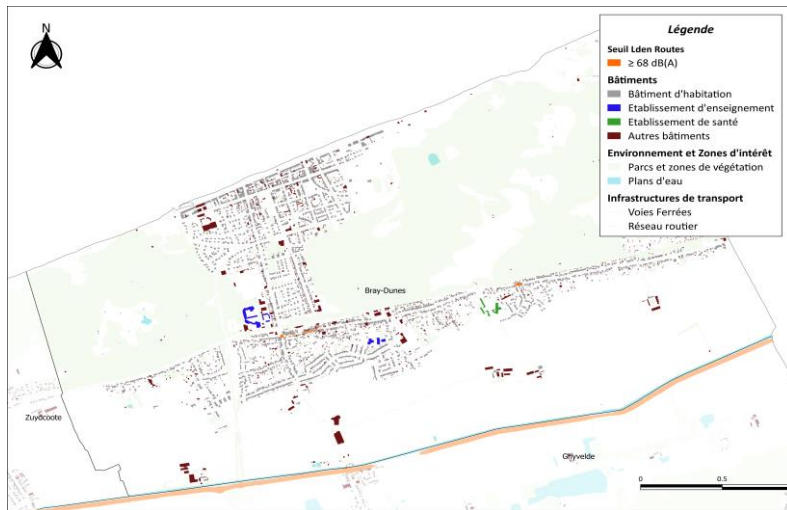 N
Légende
Seuil Lden Routes
≥ 68 dB(A)
Bâtiments
Bâtiment d'habitation
Etablissement d'enseignement
Etablissement de santé
Autres bâtiments
Environnement et Zones d'intérêt
Parcs et zones de végétation
Plans d'eau
Infrastructures de transport
Voies Ferrées
Réseau routier
Bray-Dunes
Zuydcoote
Ghyvelde
0 0.5